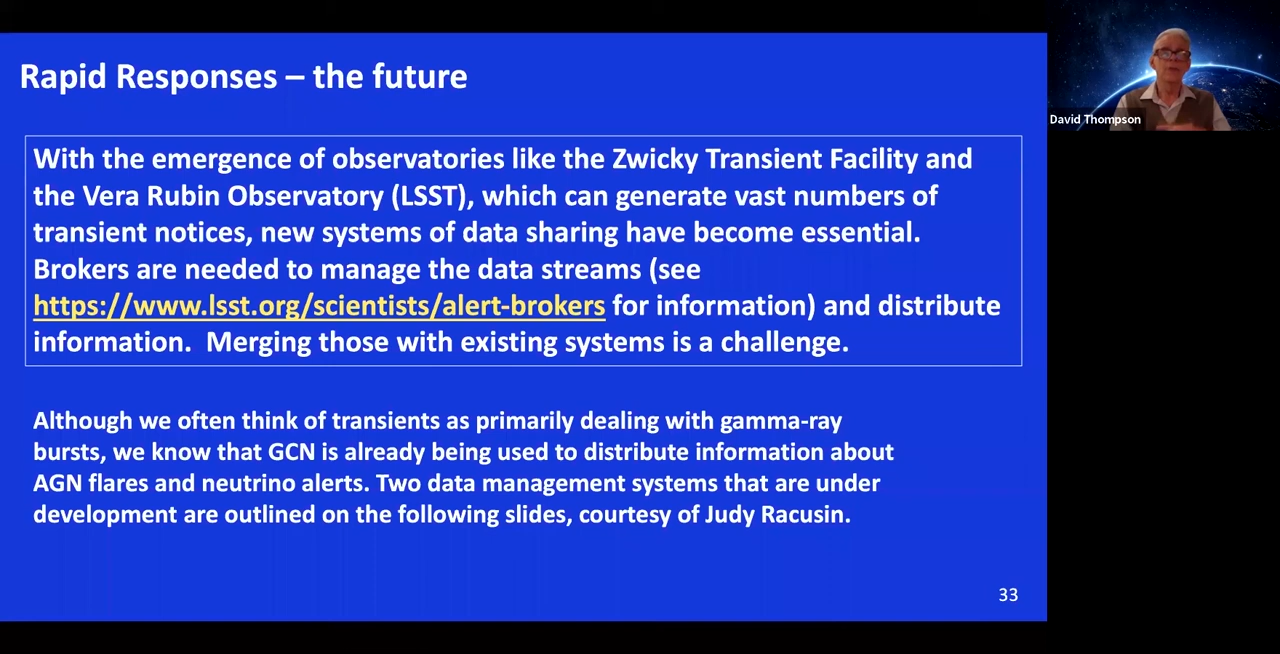 Rapid Responses – the future
With the emergence of observatories like the Zwicky Transient Facility and
the Vera Rubin Observatory (LSST), which can generate vast numbers of
transient notices, new systems of data sharing have become essential.
Brokers are needed to manage the data streams (see
https://www.lsst.org/scientists/alert-brokers for information) and distribute
information.  Merging those with existing systems is a challenge.
Although we often think of transients as primarily dealing with gamma-ray
bursts, we know that GCN is already being used to distribute information about
AGN flares and neutrino alerts. Two data management systems that are under
development are outlined on the following slides, courtesy of Judy Racusin.
33
David Thompson